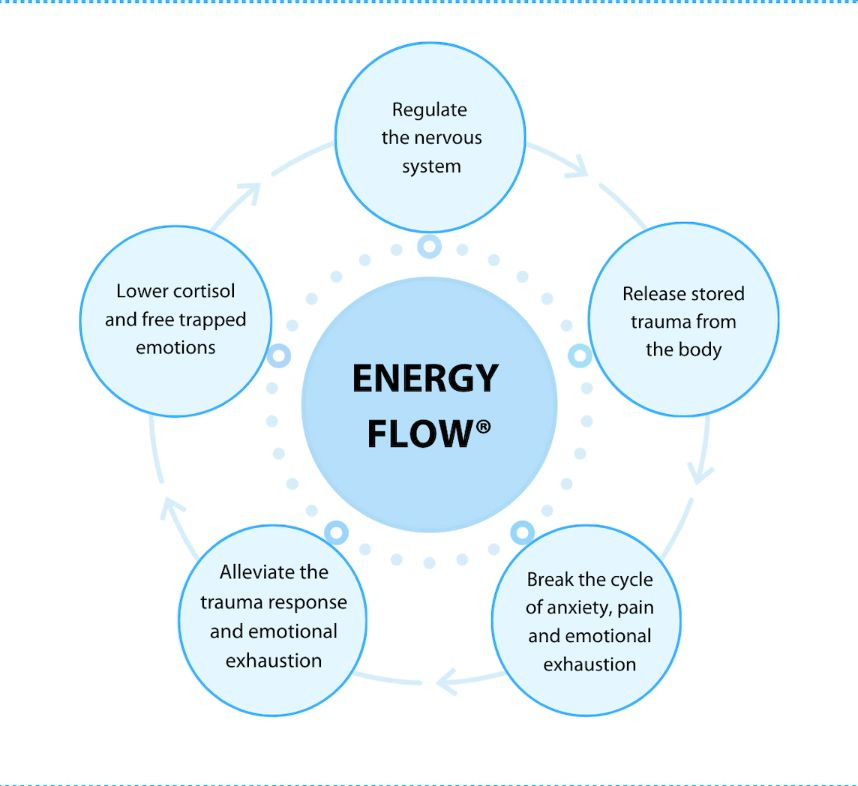 Regulate
the nervous
system
Release stored
trauma from
the body
Break the cycle
of anxiety, pain
and emotional
exhaustion
Alleviate the
trauma response
and emotional
exhaustion
Lower cortisol
and free trapped
emotions
ENERGY
FLOW®